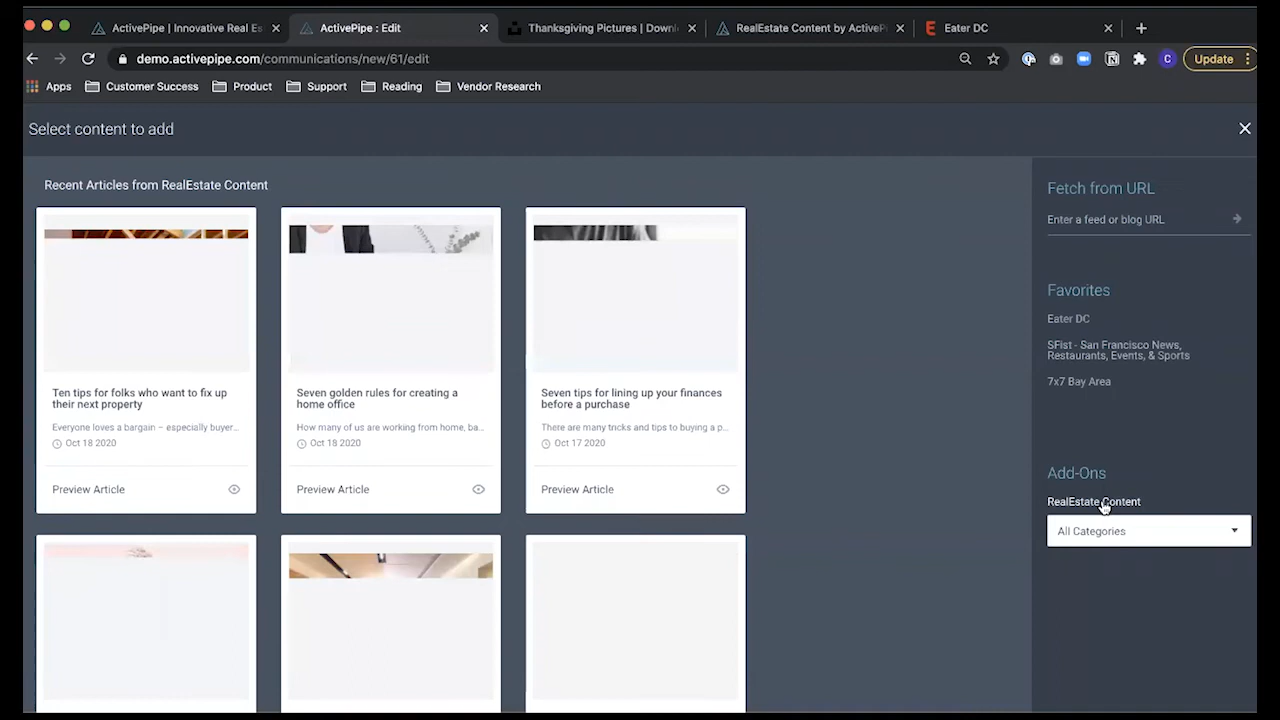 ActivePipe | Innovative Real Es
ActivePipe : Edit
Thanksgiving Pictures | Downl
RealEstate Content by ActiveP
Eater DC
demo.activepipe.com/communications/new/61/edit
C
Update
Apps
Customer Success
Product
Support
Reading
Vendor Research
Select content to add
Recent Articles from RealEstate Content
Ten tips for folks who want to fix up
their next property
Everyone loves a bargain – especially buyer...
Oct 18 2020
Preview Article
Seven golden rules for creating a
home office
How many of us are working from home, ba...
Oct 18 2020
Preview Article
Seven tips for lining up your finances
before a purchase
There are many tricks and tips to buying a p...
Oct 17 2020
Preview Article
Fetch from URL
Enter a feed or blog URL
Favorites
Eater DC
SFist - San Francisco News,
Restaurants, Events, & Sports
7x7 Bay Area
Add-Ons
RealEstate Content
All Categories